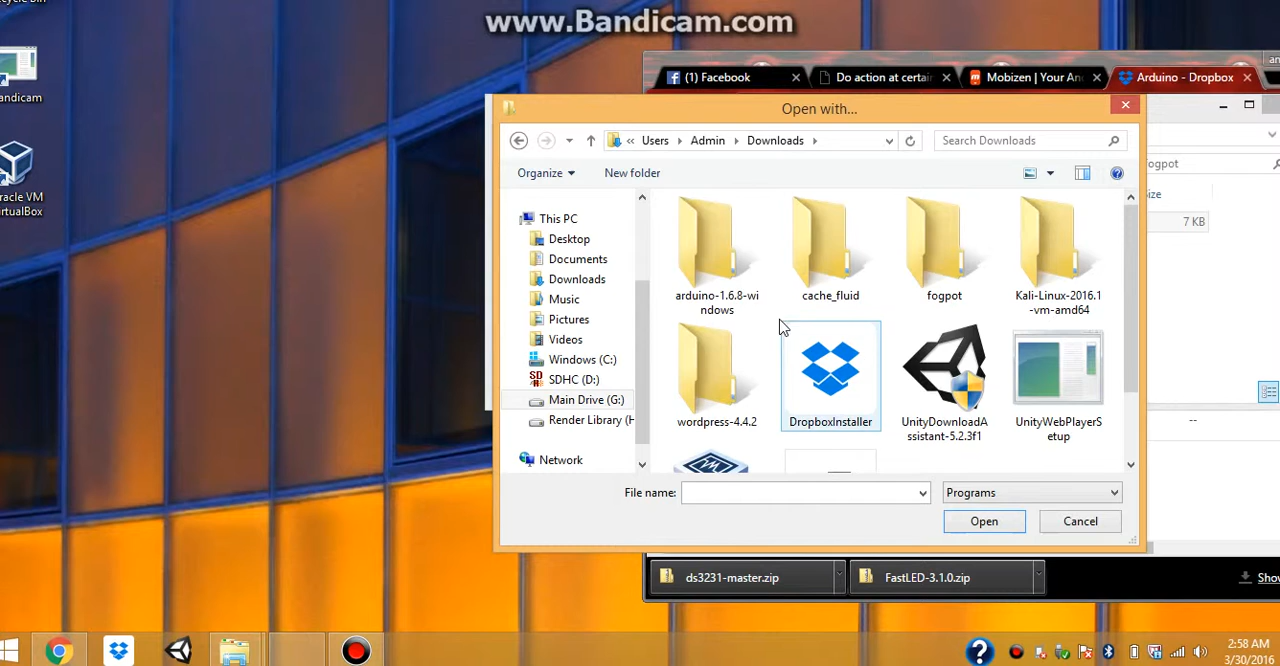 www.Bandicam.com
(1) Facebook
Do action at certain
Mobizen | Your An
Arduino - Dropbox
andicam
racle VM
irtualBox
Open with...
« Users Admin Downloads
Search Downloads
fogpot
Organize
New folder
ize
7 KB
This PC
Desktop
Documents
Downloads
Music
Pictures
Videos
Windows (C:)
SDHC (D:)
Main Drive (G:)
Render Library (H
Network
arduino-1.6.8-wi
ndows
cache_fluid
fogpot
Kali-Linux-2016.1
-vm-amd64
wordpress-4.4.2
DropboxInstaller
UnityDownloadA
ssistant-5.2.3f1
UnityWebPlayerS
etup
File name:
Programs
Open
Cancel
ds3231-master.zip
FastLED-3.1.0.zip
Show
2:58 AM
3/30/2016